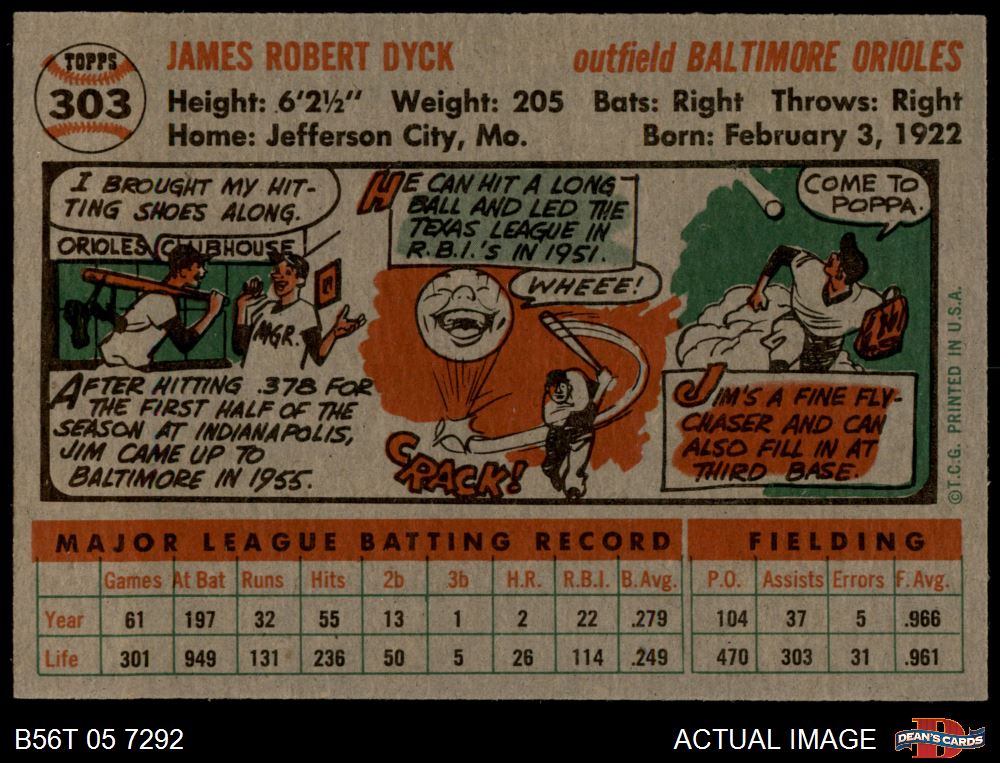 TOPPS
303
JAMES ROBERT DYCK
outfield BALTIMORE ORIOLES
Height: 6'2½" Weight: 205 Bats: Right Throws: Right
Home: Jefferson City, Mo. Born: February 3, 1922
I BROUGHT MY HIT-
TING SHOES ALONG.
ORIOLES CLUBHOUSE
MGR.
AFTER HITTING .378 FOR
THE FIRST HALF OF THE
SEASON AT INDIANAPOLIS,
JIM CAME UP TO
BALTIMORE IN 1955.
HE CAN HIT A LONG
BALL AND LED THE
TEXAS LEAGUE IN
R.B.I.'S IN 1951.
WHEEE!
CRACK!
COME TO
POPPA.
JIM'S A FINE FLY-
CHASER AND CAN
ALSO FILL IN AT
THIRD BASE.
©T.C.G. PRINTED IN U.S.A.
MAJOR LEAGUE BATTING RECORD FIELDING
Games At Bat Runs Hits 2b 3b H.R. R.B.I. B.Avg. P.O. Assists Errors F.Avg.
Year 61 197 32 55 13 1 2 22 .279 104 37 5 .966
Life 301 949 131 236 50 5 26 114 .249 470 303 31 .961
B56T 05 7292
ACTUAL IMAGE
DEAN'S CARDS